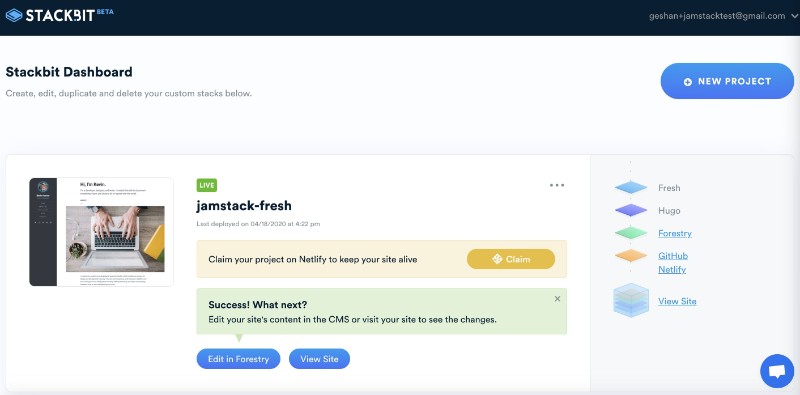 STACKBIT BETA
geshan+jamstacktest@gmail.com
Stackbit Dashboard
Create, edit, duplicate and delete your custom stacks below.
NEW PROJECT
LIVE
jamstack-fresh
Last deployed on 04/18/2020 at 4:22 pm
Claim your project on Netlify to keep your site alive
Claim
Success! What next?
Edit your site's content in the CMS or visit your site to see the changes.
Edit in Forestry
View Site
Hi, I'm Kevin.
Fresh
Hugo
Forestry
GitHub
Netlify
View Site